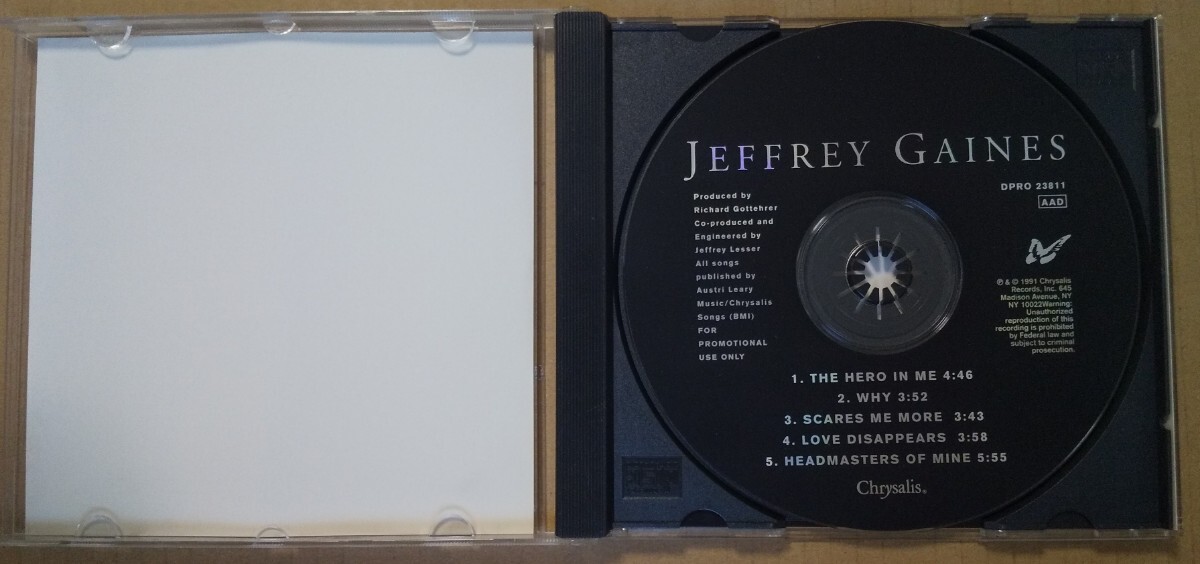 JEFFREY GAINES
DPRO 23811
AAD
Produced by
Richard Gottehrer
Co-produced and
Engineered by
Jeffrey Lesser
All songs
published by
Austri Leary
Music/Chrysalis
Songs (BMI)
FOR
PROMOTIONAL
USE ONLY
℗ & © 1991 Chrysalis
Records, Inc. 645
Madison Avenue, NY
NY 10022Warning:
Unauthorized
reproduction of this
recording is prohibited
by Federal law and
subject to criminal
prosecution.
1. THE HERO IN ME 4:46
2. WHY 3:52
3. SCARES ME MORE 3:43
4. LOVE DISAPPEARS 3:58
5. HEADMASTERS OF MINE 5:55
Chrysalis®